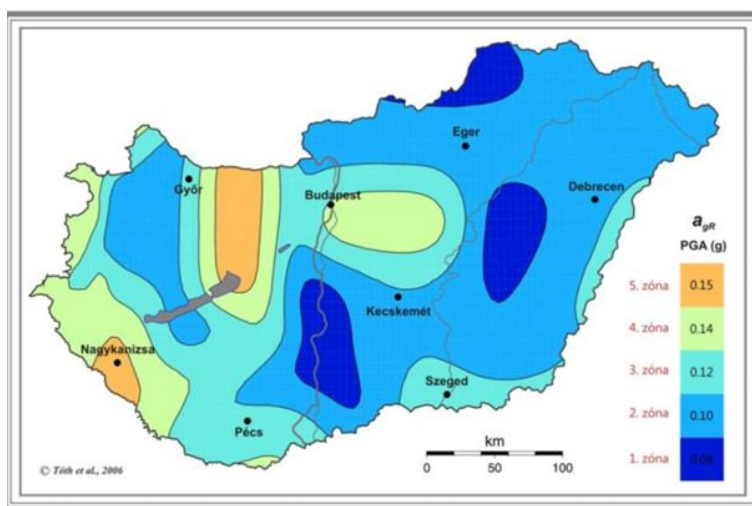 Eger
Győr
Budapest
Debrecen
a_gR
PGA (g)
5. zóna 0.15
Kecskemét
4. zóna 0.14
Nagykanizsa
3. zóna 0.12
Szeged
2. zóna 0.10
Pécs
km
1. zóna 0.08
0 50 100
© Tóth et al., 2006